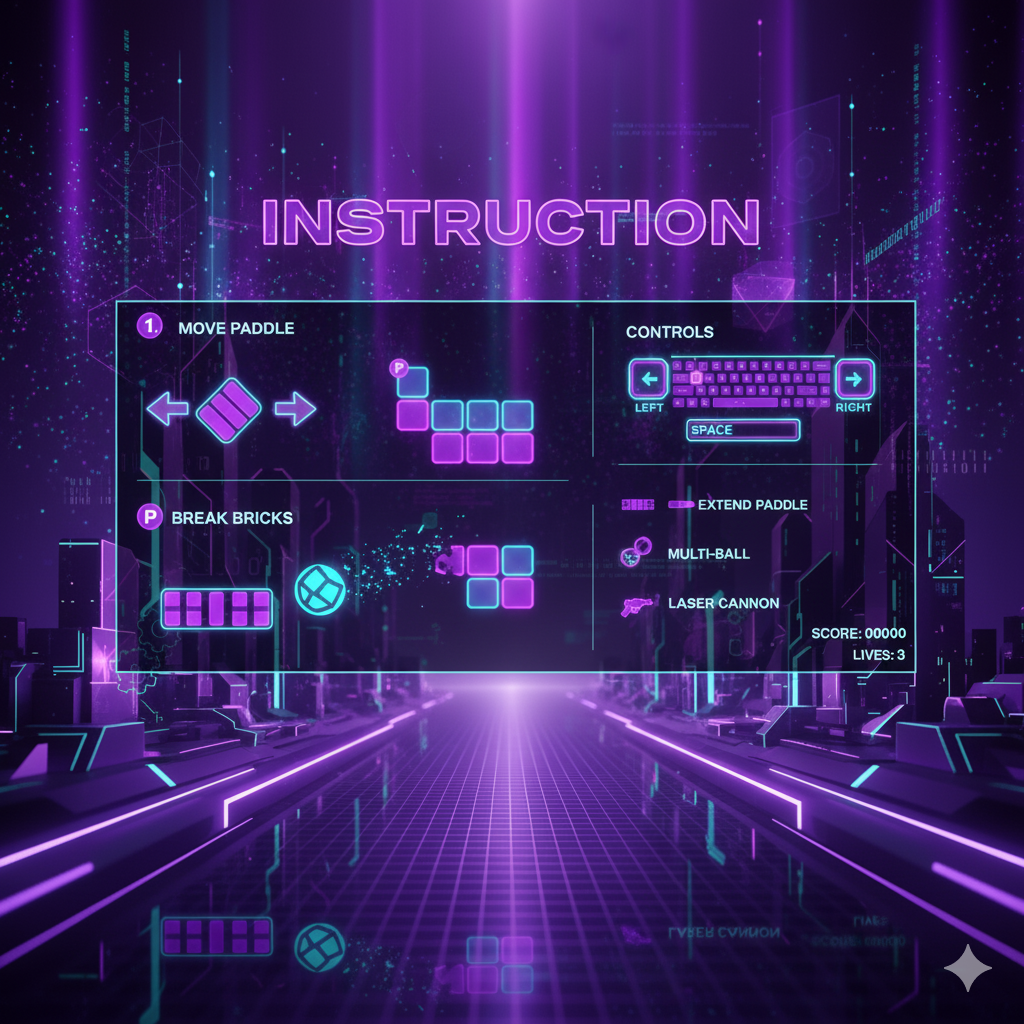 INSTRUCTION
1. MOVE PADDLE
P
P BREAK BRICKS
CONTROLS
LEFT
RIGHT
SPACE
EXTEND PADDLE
MULTI-BALL
LASER CANNON
SCORE: 00000
LIVES: 3